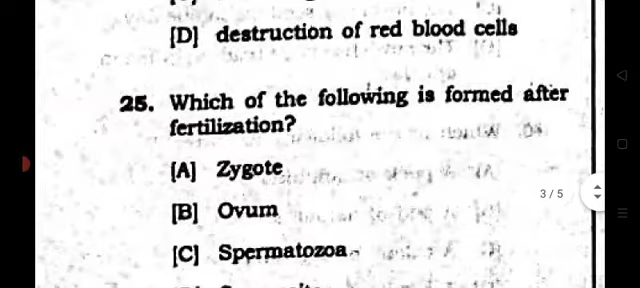 [D] destruction of red blood cells
25. Which of the following is formed after
fertilization?
[A] Zygote
3 / 5
[B] Ovum
[C] Spermatozoa